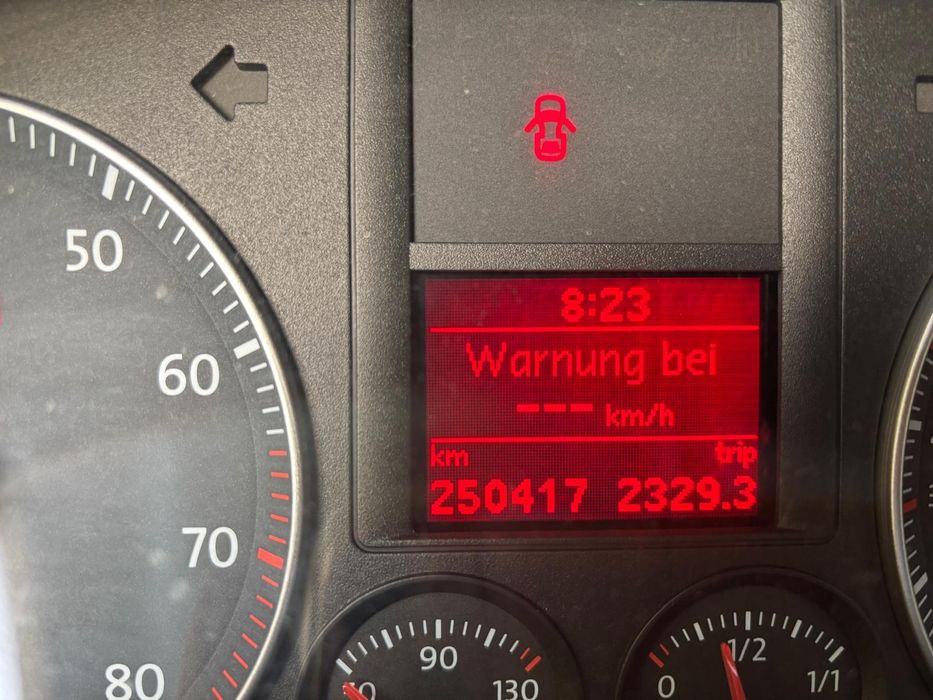 50
60
70
80
8:23
Warnung bei
--- km/h
km trip
250417 2329.3
90
130
0 1/2 1/1